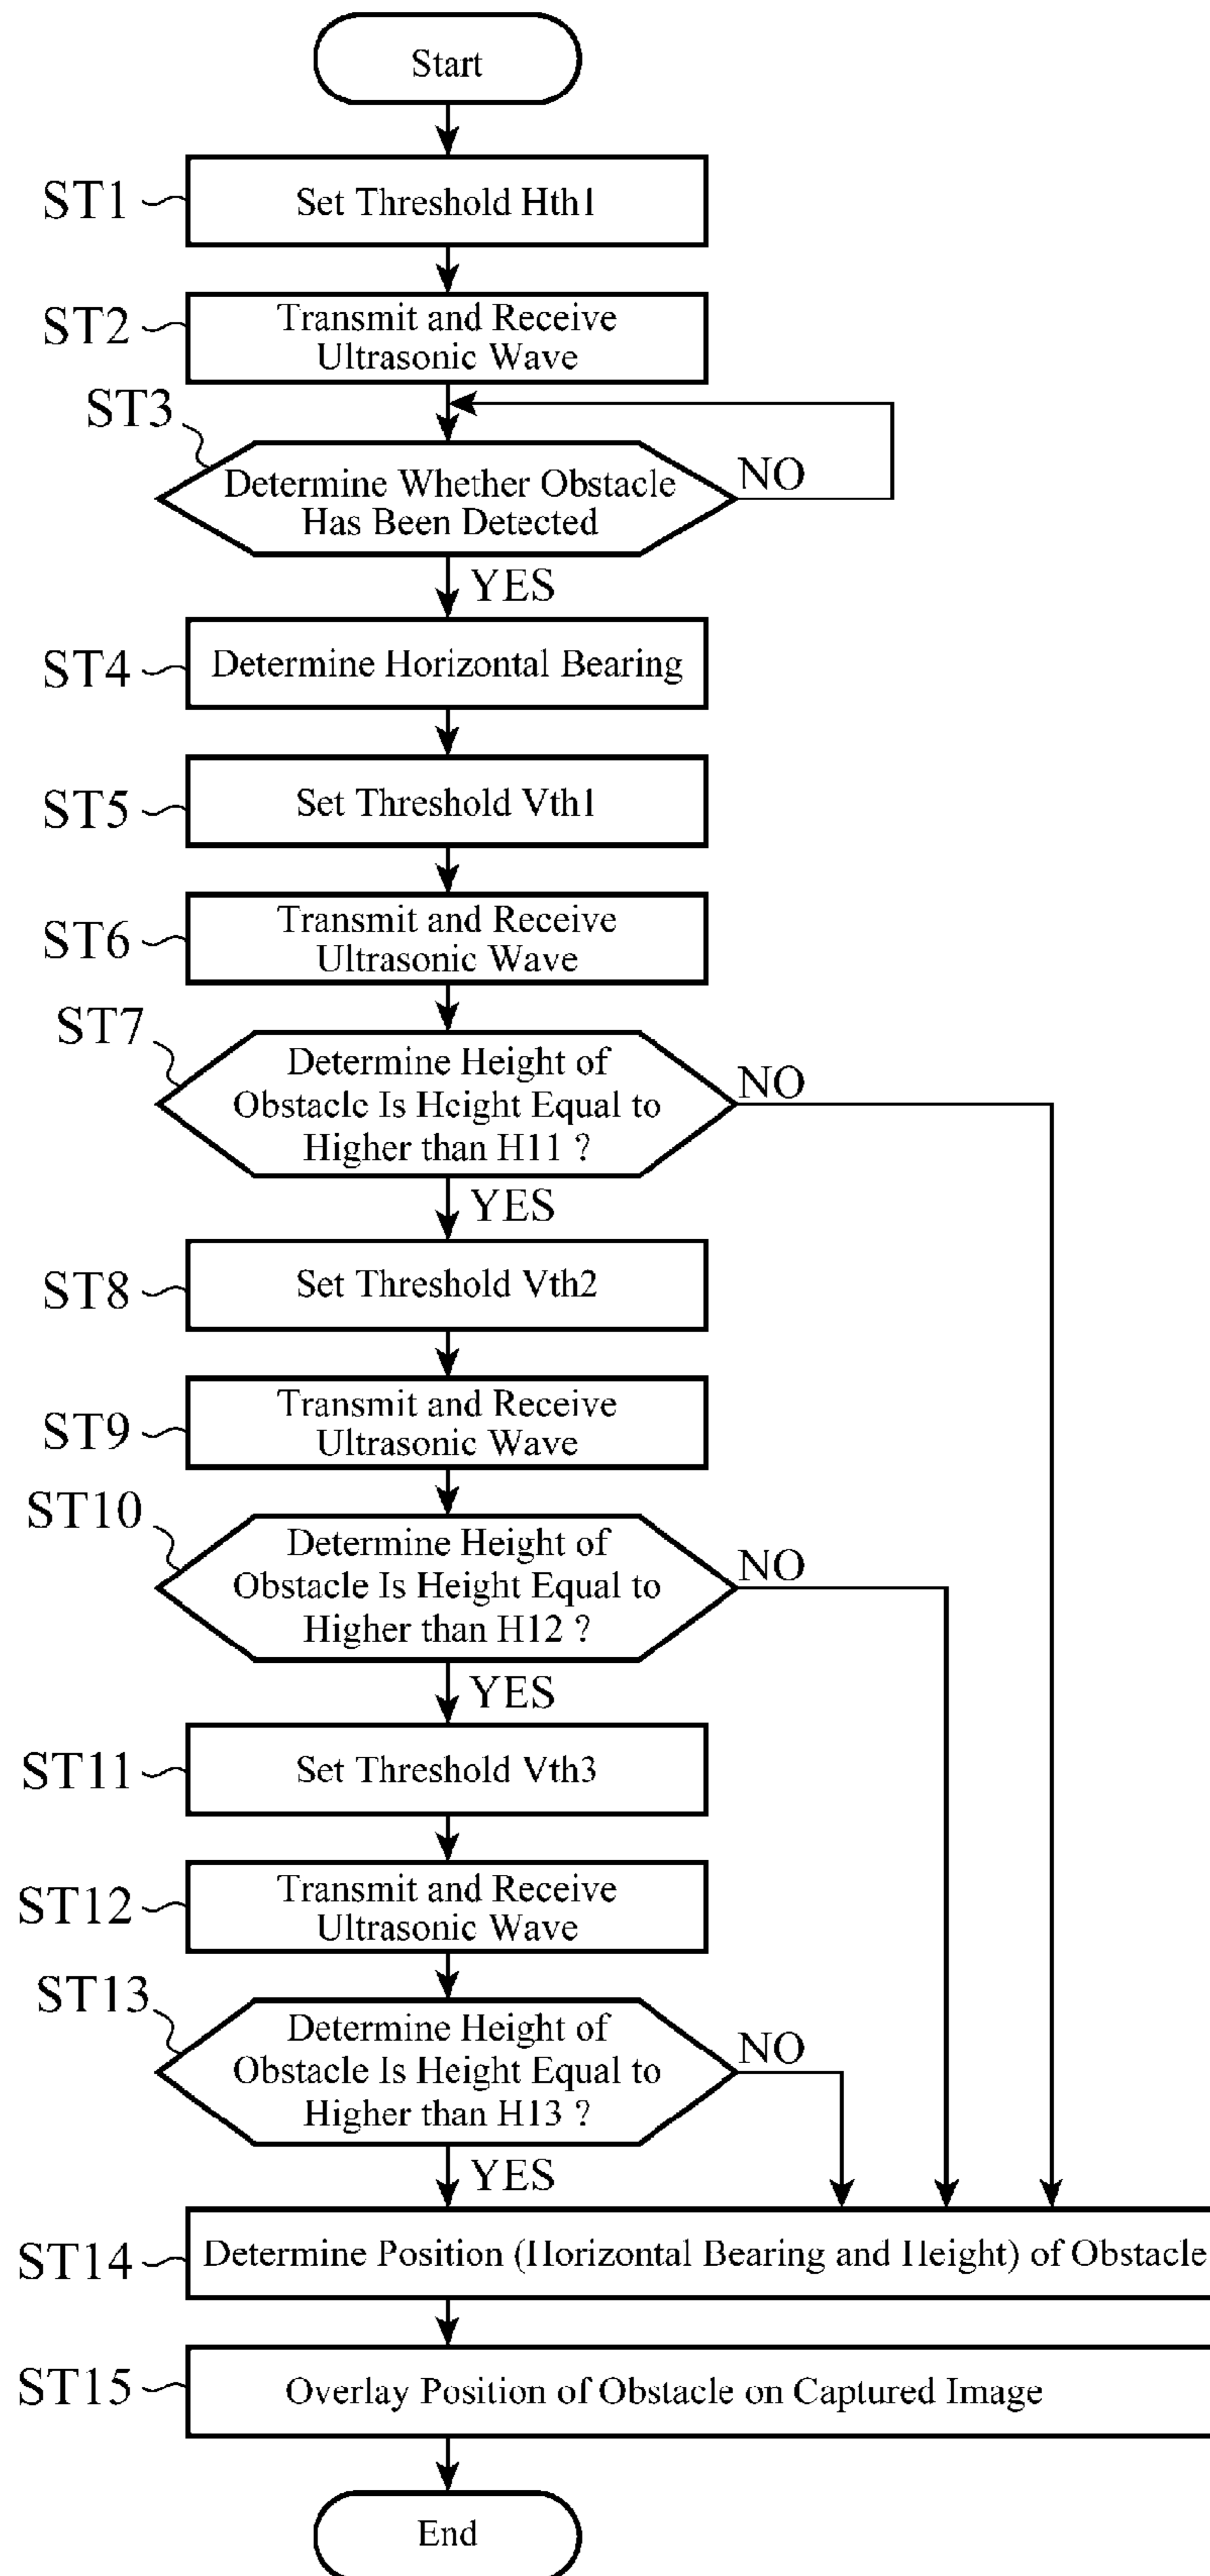 Start
ST1
Set Threshold Hth1
ST2
Transmit and Receive
Ultrasonic Wave
ST3
Determine Whether Obstacle
Has Been Detected
NO
YES
ST4
Determine Horizontal Bearing
ST5
Set Threshold Vth1
ST6
Transmit and Receive
Ultrasonic Wave
ST7
Determine Height of
Obstacle Is Height Equal to
Higher than H11 ?
NO
YES
ST8
Set Threshold Vth2
ST9
Transmit and Receive
Ultrasonic Wave
ST10
Determine Height of
Obstacle Is Height Equal to
Higher than H12 ?
NO
YES
ST11
Set Threshold Vth3
ST12
Transmit and Receive
Ultrasonic Wave
ST13
Determine Height of
Obstacle Is Height Equal to
Higher than H13 ?
NO
YES
ST14
Determine Position (Horizontal Bearing and Height) of Obstacle
ST15
Overlay Position of Obstacle on Captured Image
End